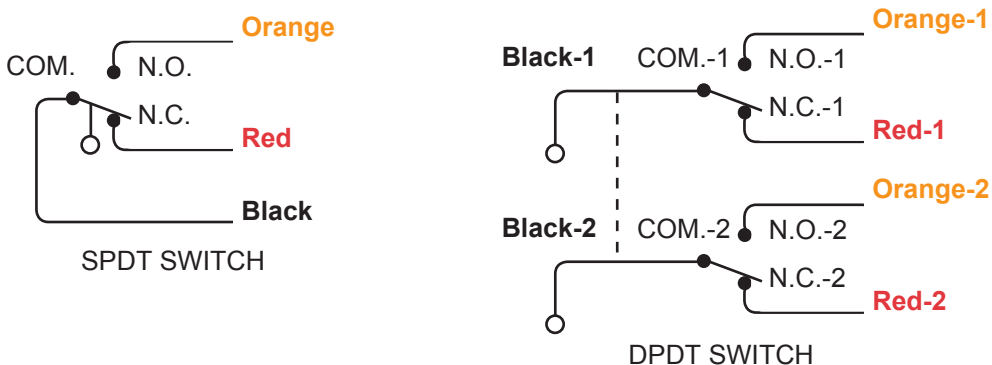 Orange
COM.
N.O.
N.C.
Red
Black
SPDT SWITCH
Orange-1
Black-1
COM.-1
N.O.-1
N.C.-1
Red-1
Orange-2
Black-2
COM.-2
N.O.-2
N.C.-2
Red-2
DPDT SWITCH